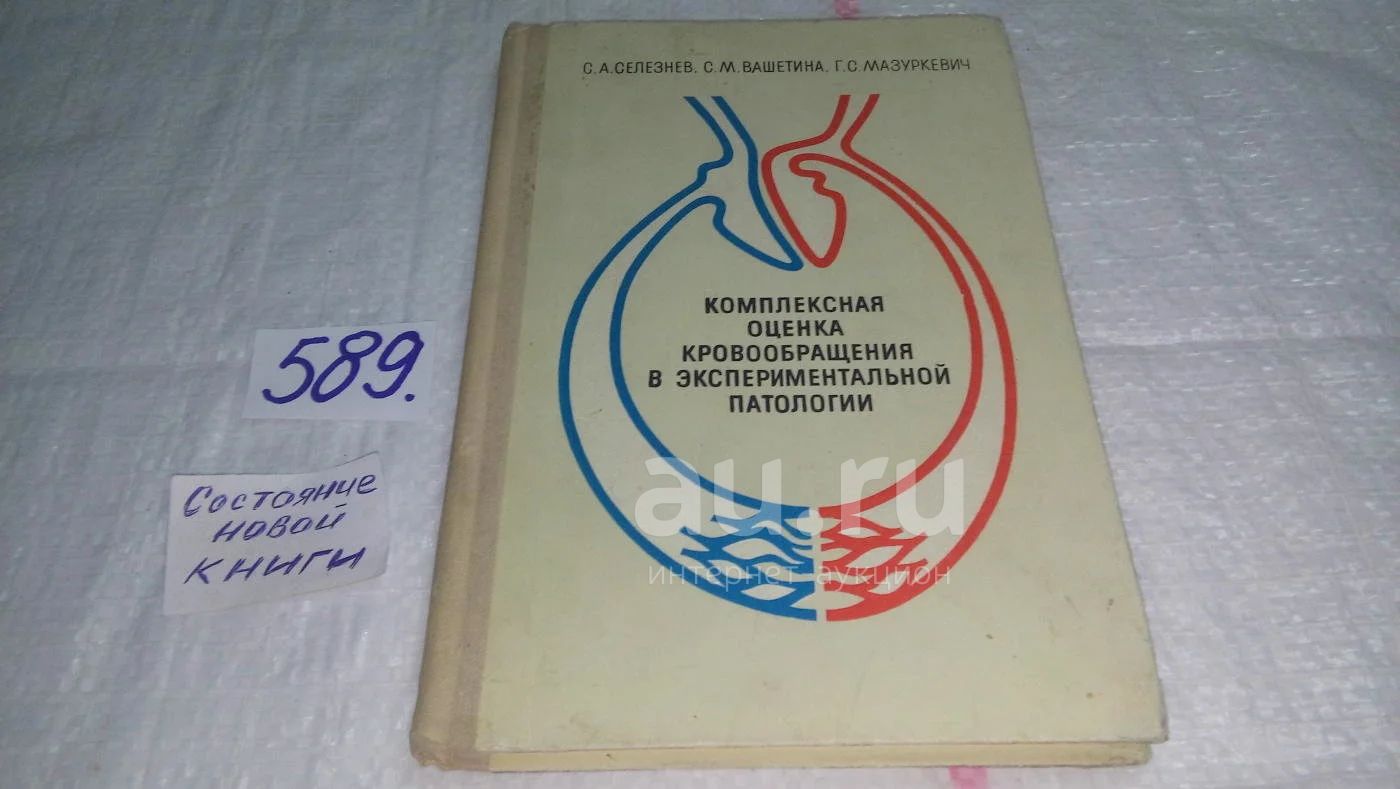 С.А.СЕЛЕЗНЕВ, С.М.ВАШЕТИНА, Г.С.МАЗУРКЕВИЧ
КОМПЛЕКСНАЯ
ОЦЕНКА
КРОВООБРАЩЕНИЯ
В ЭКСПЕРИМЕНТАЛЬНОЙ
ПАТОЛОГИИ
589.
Состояние
новой
книги
au.ru
интернет аукцион